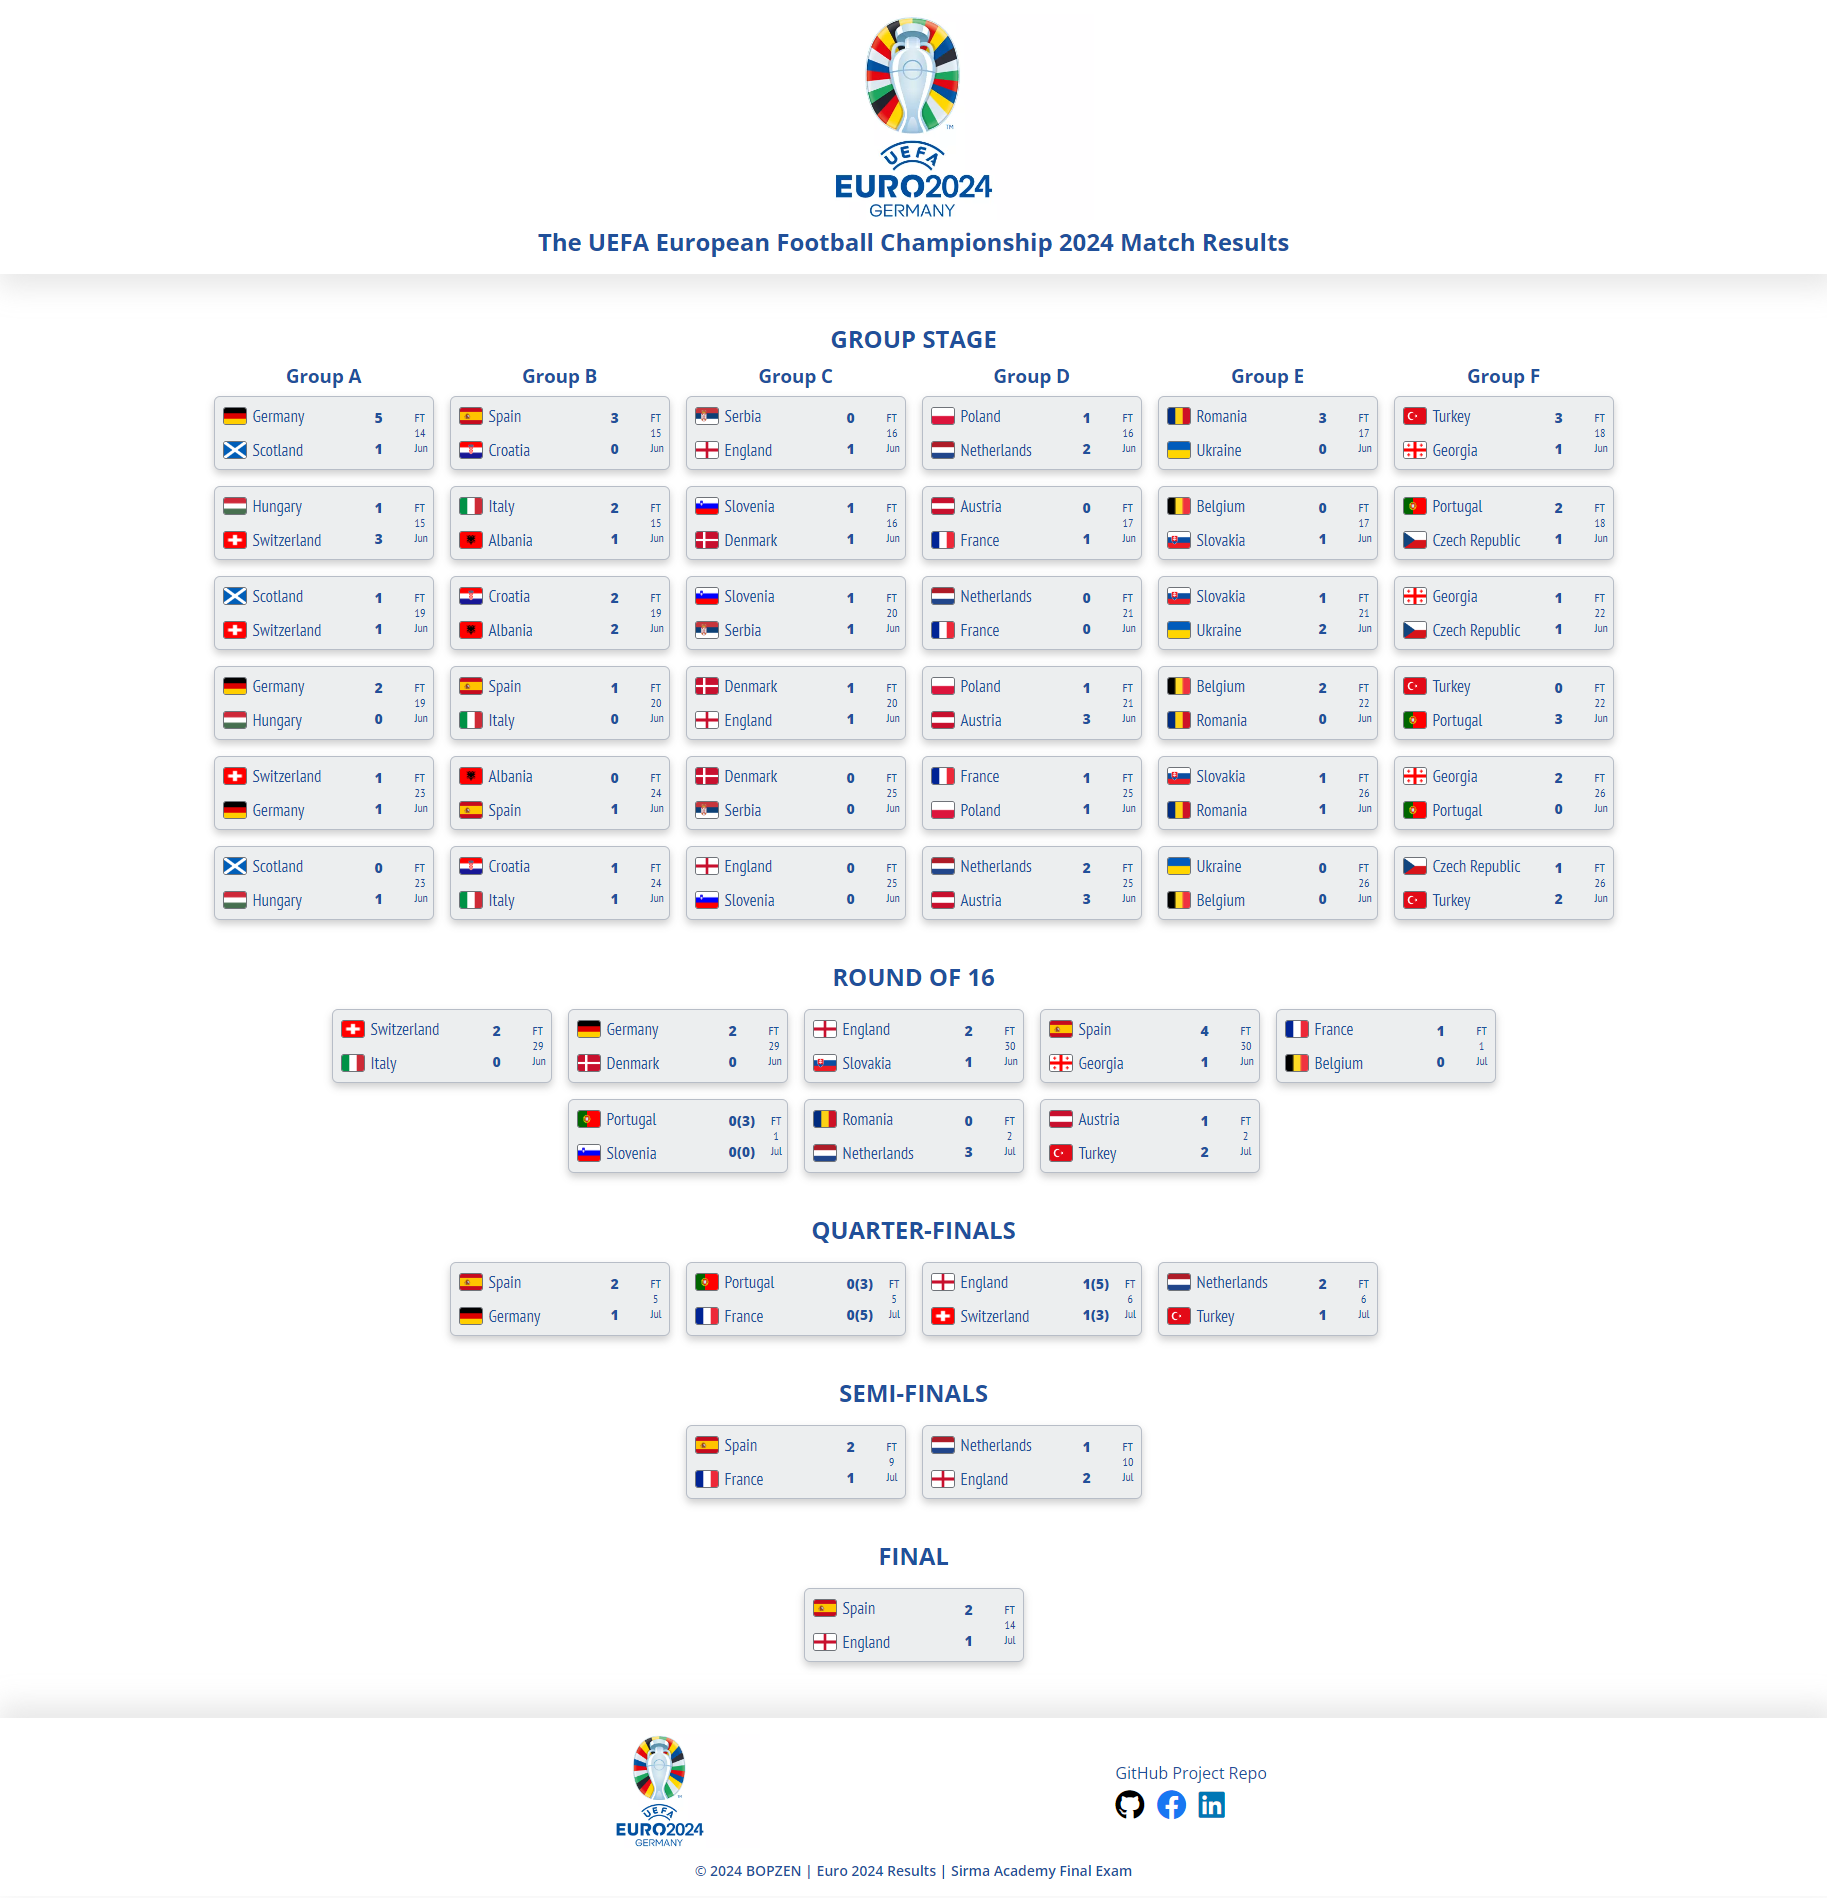 UEFA
EURO2024
GERMANY
The UEFA European Football Championship 2024 Match Results
GROUP STAGE
Group A
Germany 5 FT
14
Scotland 1 Jun
Hungary 1 FT
15
Switzerland 3 Jun
Scotland 1 FT
19
Switzerland 1 Jun
Germany 2 FT
19
Hungary 0 Jun
Switzerland 1 FT
23
Germany 1 Jun
Scotland 0 FT
23
Hungary 1 Jun
Group B
Spain 3 FT
15
Croatia 0 Jun
Italy 2 FT
15
Albania 1 Jun
Croatia 2 FT
19
Albania 2 Jun
Spain 1 FT
20
Italy 0 Jun
Albania 0 FT
24
Spain 1 Jun
Croatia 1 FT
24
Italy 1 Jun
Group C
Serbia 0 FT
16
England 1 Jun
Slovenia 1 FT
16
Denmark 1 Jun
Slovenia 1 FT
20
Serbia 1 Jun
Denmark 1 FT
20
England 1 Jun
Denmark 0 FT
25
Serbia 0 Jun
England 0 FT
25
Slovenia 0 Jun
Group D
Poland 1 FT
16
Netherlands 2 Jun
Austria 0 FT
17
France 1 Jun
Netherlands 0 FT
21
France 0 Jun
Poland 1 FT
21
Austria 3 Jun
France 1 FT
25
Poland 1 Jun
Netherlands 2 FT
25
Austria 3 Jun
Group E
Romania 3 FT
17
Ukraine 0 Jun
Belgium 0 FT
17
Slovakia 1 Jun
Slovakia 1 FT
21
Ukraine 2 Jun
Belgium 2 FT
22
Romania 0 Jun
Slovakia 1 FT
26
Romania 1 Jun
Ukraine 0 FT
26
Belgium 0 Jun
Group F
Turkey 3 FT
18
Georgia 1 Jun
Portugal 2 FT
18
Czech Republic 1 Jun
Georgia 1 FT
22
Czech Republic 1 Jun
Turkey 0 FT
22
Portugal 3 Jun
Georgia 2 FT
26
Portugal 0 Jun
Czech Republic 1 FT
26
Turkey 2 Jun
ROUND OF 16
Switzerland 2 FT
29
Italy 0 Jun
Germany 2 FT
29
Denmark 0 Jun
England 2 FT
30
Slovakia 1 Jun
Spain 4 FT
30
Georgia 1 Jun
France 1 FT
1
Belgium 0 Jul
Portugal 0(3) FT
1
Slovenia 0(0) Jul
Romania 0 FT
2
Netherlands 3 Jul
Austria 1 FT
2
Turkey 2 Jul
QUARTER-FINALS
Spain 2 FT
5
Germany 1 Jul
Portugal 0(3) FT
5
France 0(5) Jul
England 1(5) FT
6
Switzerland 1(3) Jul
Netherlands 2 FT
6
Turkey 1 Jul
SEMI-FINALS
Spain 2 FT
9
France 1 Jul
Netherlands 1 FT
10
England 2 Jul
FINAL
Spain 2 FT
14
England 1 Jul
UEFA
EURO2024
GERMANY
GitHub Project Repo
© 2024 BOPZEN | Euro 2024 Results | Sirma Academy Final Exam